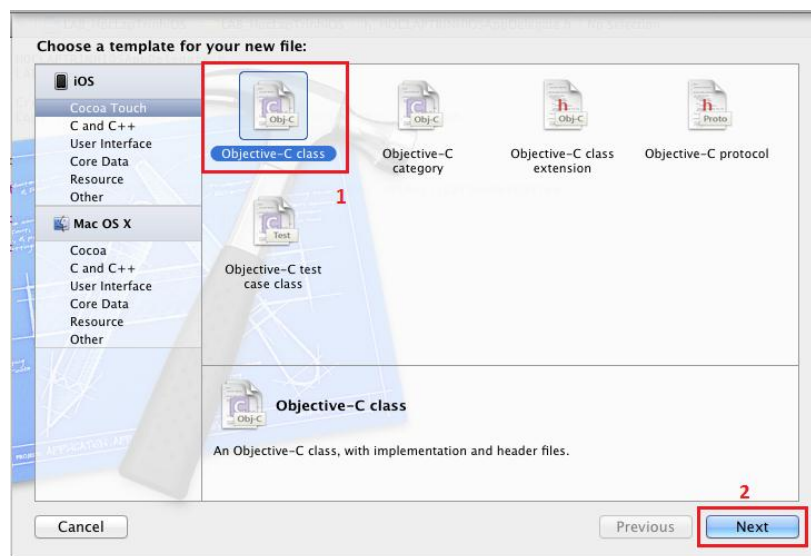 Choose a template for your new file:
iOS
Cocoa Touch
C and C++
User Interface
Core Data
Resource
Other
Mac OS X
Cocoa
C and C++
User Interface
Core Data
Resource
Other
Obj-C
Objective-C class
1
Obj-C
Objective-C
category
h
Obj-C
Objective-C class
extension
h
Proto
Objective-C protocol
Test
Objective-C test
case class
Obj-C
Objective-C class
An Objective-C class, with implementation and header files.
2
Cancel
Previous
Next